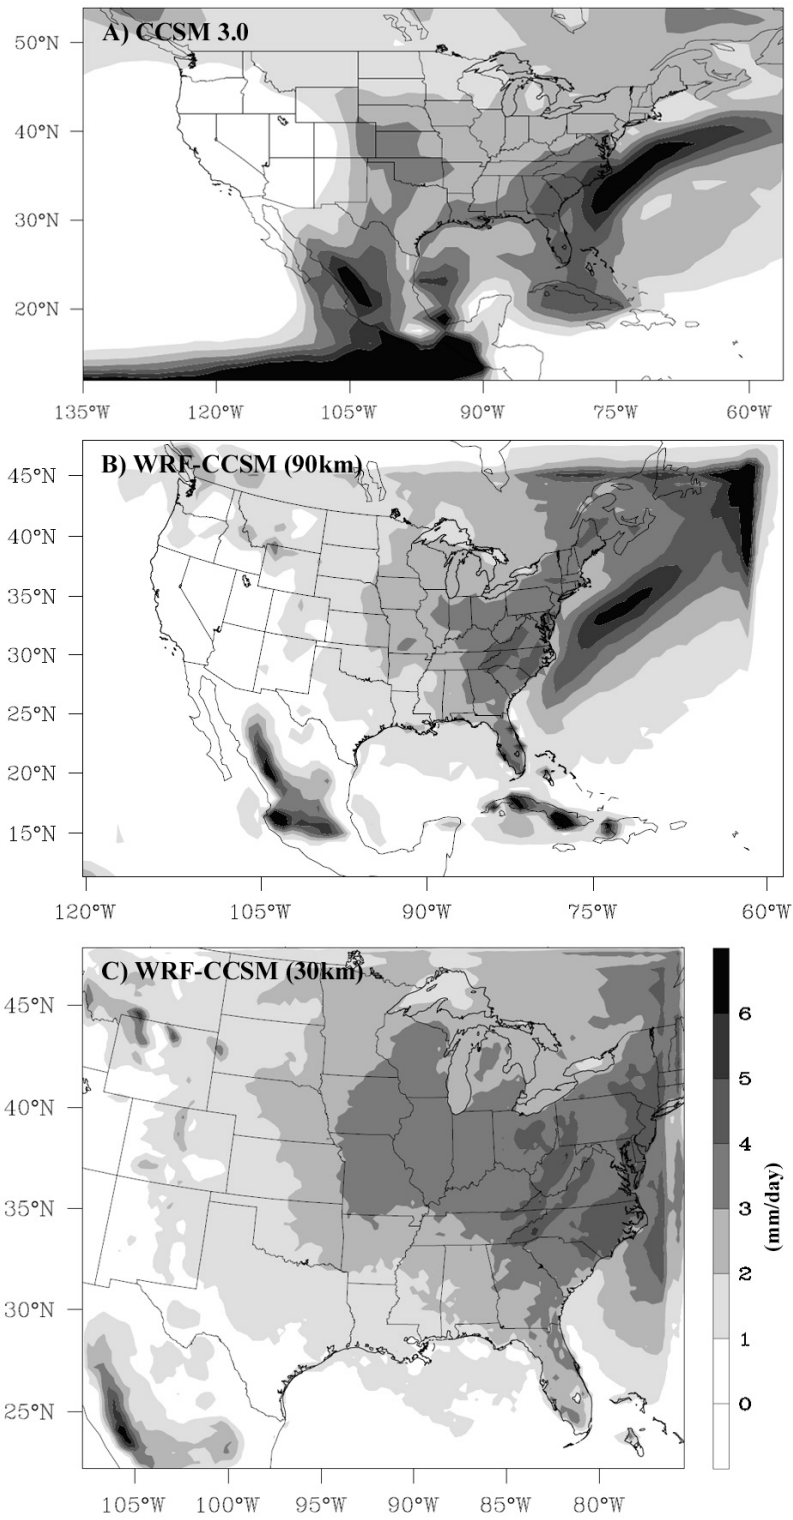 A) CCSM 3.0
50°N
40°N
30°N
20°N
135°W 120°W 105°W 90°W 75°W 60°W
B) WRF-CCSM (90km)
45°N
40°N
35°N
30°N
25°N
20°N
15°N
120°W 105°W 90°W 75°W 60°W
C) WRF-CCSM (30km)
45°N
40°N
35°N
30°N
25°N
105°W 100°W 95°W 90°W 85°W 80°W
6
5
4
3
2
1
0
(mm/day)